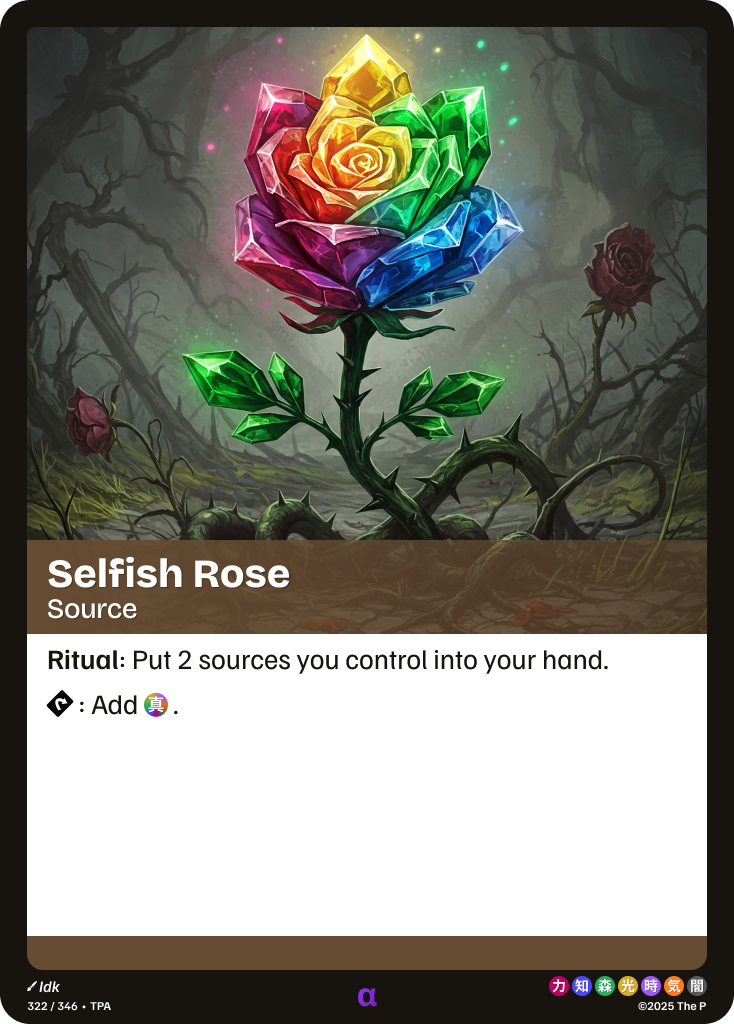 Selfish Rose
Source
Ritual: Put 2 sources you control into your hand.
: Add 真 .
Idk
322 / 346 • TPA
α
力 知 森 光 時 気 闇
©2025 The P